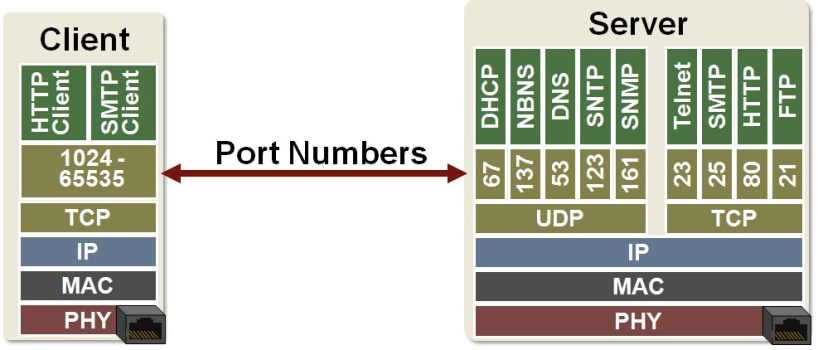 Client
HTTP
Client
SMTP
Client
1024 -
65535
TCP
IP
MAC
PHY
Port Numbers
Server
DHCP
NBNS
DNS
SNTP
SNMP
Telnet
SMTP
HTTP
FTP
67
137
53
123
161
23
25
80
21
UDP
TCP
IP
MAC
PHY